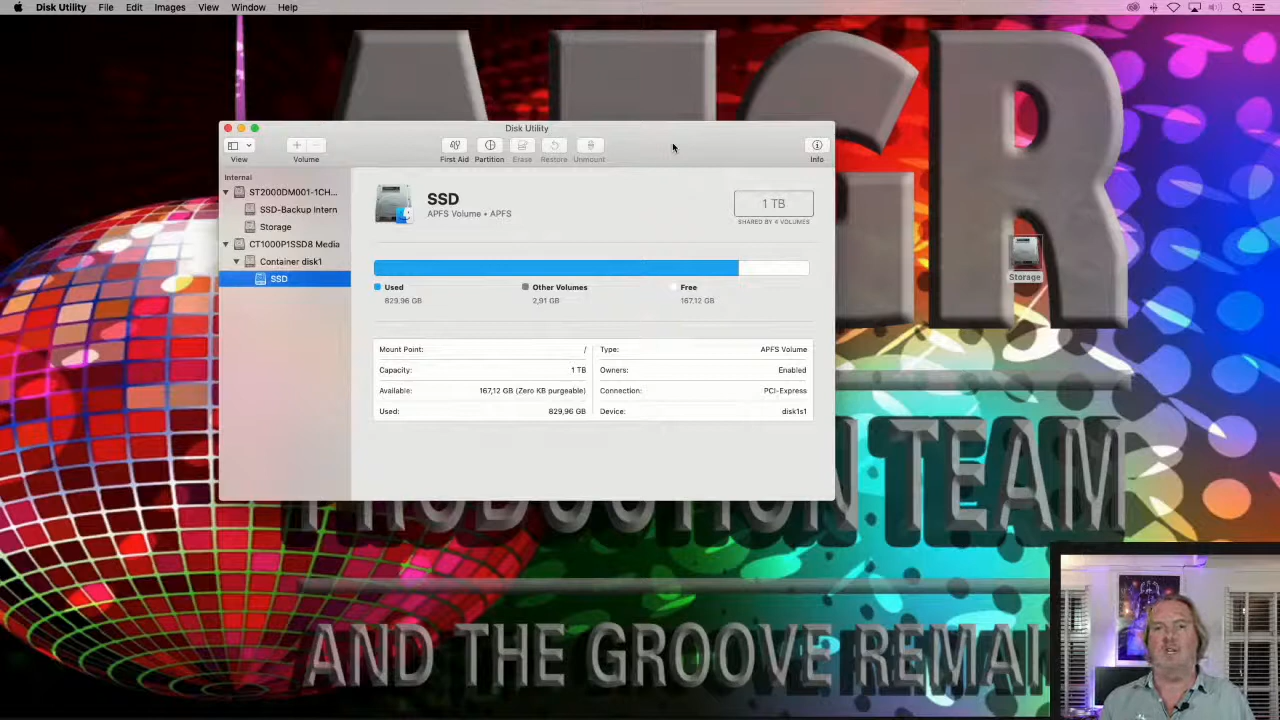 Disk Utility File Edit Images View Window Help
Disk Utility
View Volume First Aid Partition Erase Restore Unmount Info
Internal
ST2000DM001-1CH...
SSD-Backup Intern
Storage
CT1000P1SSD8 Media
Container disk1
SSD
SSD
APFS Volume • APFS
1 TB
SHARED BY 4 VOLUMES
Used Other Volumes Free
829,96 GB 2,91 GB 167,12 GB
Mount Point: /
Capacity: 1 TB
Available: 167,12 GB (Zero KB purgeable)
Used: 829,96 GB
Type: APFS Volume
Owners: Enabled
Connection: PCI-Express
Device: disk1s1
Storage
PRODUCTION TEAM
AND THE GROOVE REMAI